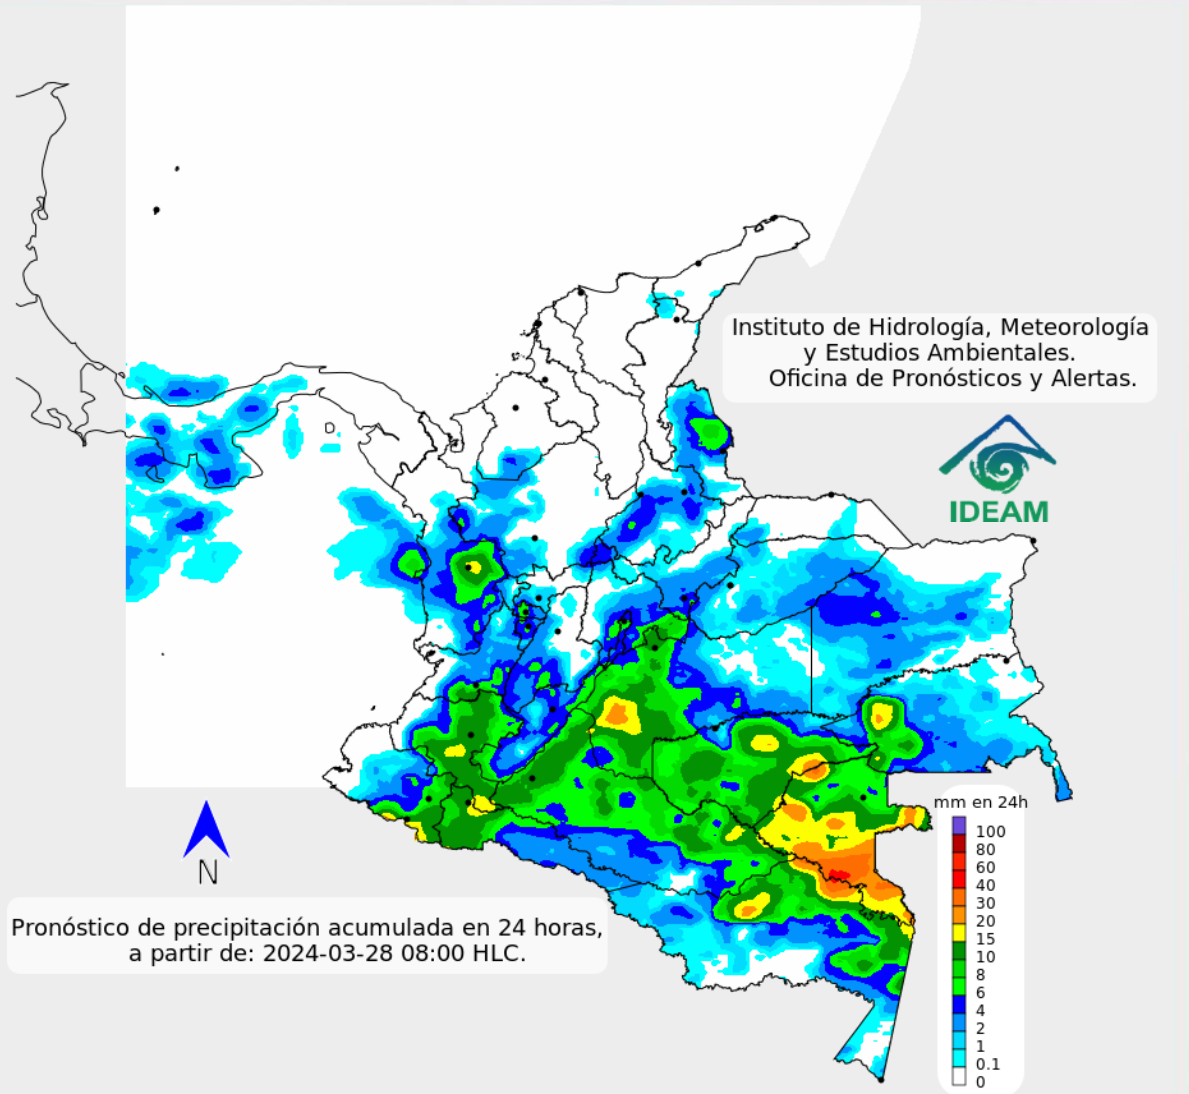 Instituto de Hidrología, Meteorología
y Estudios Ambientales.
Oficina de Pronósticos y Alertas.
IDEAM
mm en 24h
100
80
60
40
30
20
15
10
8
6
4
2
1
0.1
0
N
Pronóstico de precipitación acumulada en 24 horas,
a partir de: 2024-03-28 08:00 HLC.